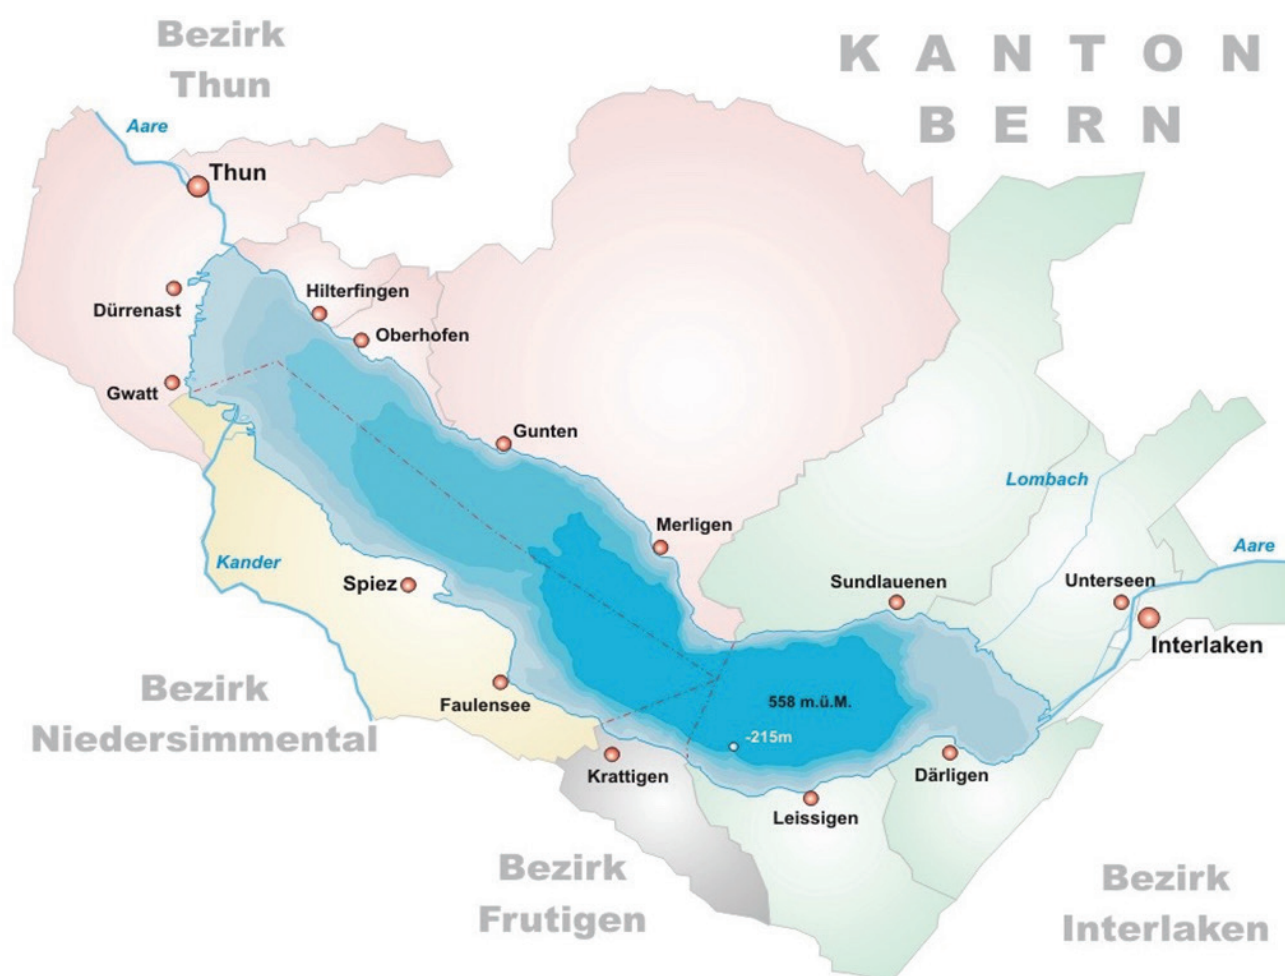 Bezirk
Thun
KANTON
BERN
Aare
Thun
Dürrenast
Hilterfingen
Oberhofen
Gwatt
Gunten
Merligen
Lombach
Aare
Kander
Spiez
Sundlauenen
Unterseen
Interlaken
Bezirk
Niedersimmental
Faulensee
558 m.ü.M.
-215m
Krattigen
Därligen
Leissigen
Bezirk
Frutigen
Bezirk
Interlaken